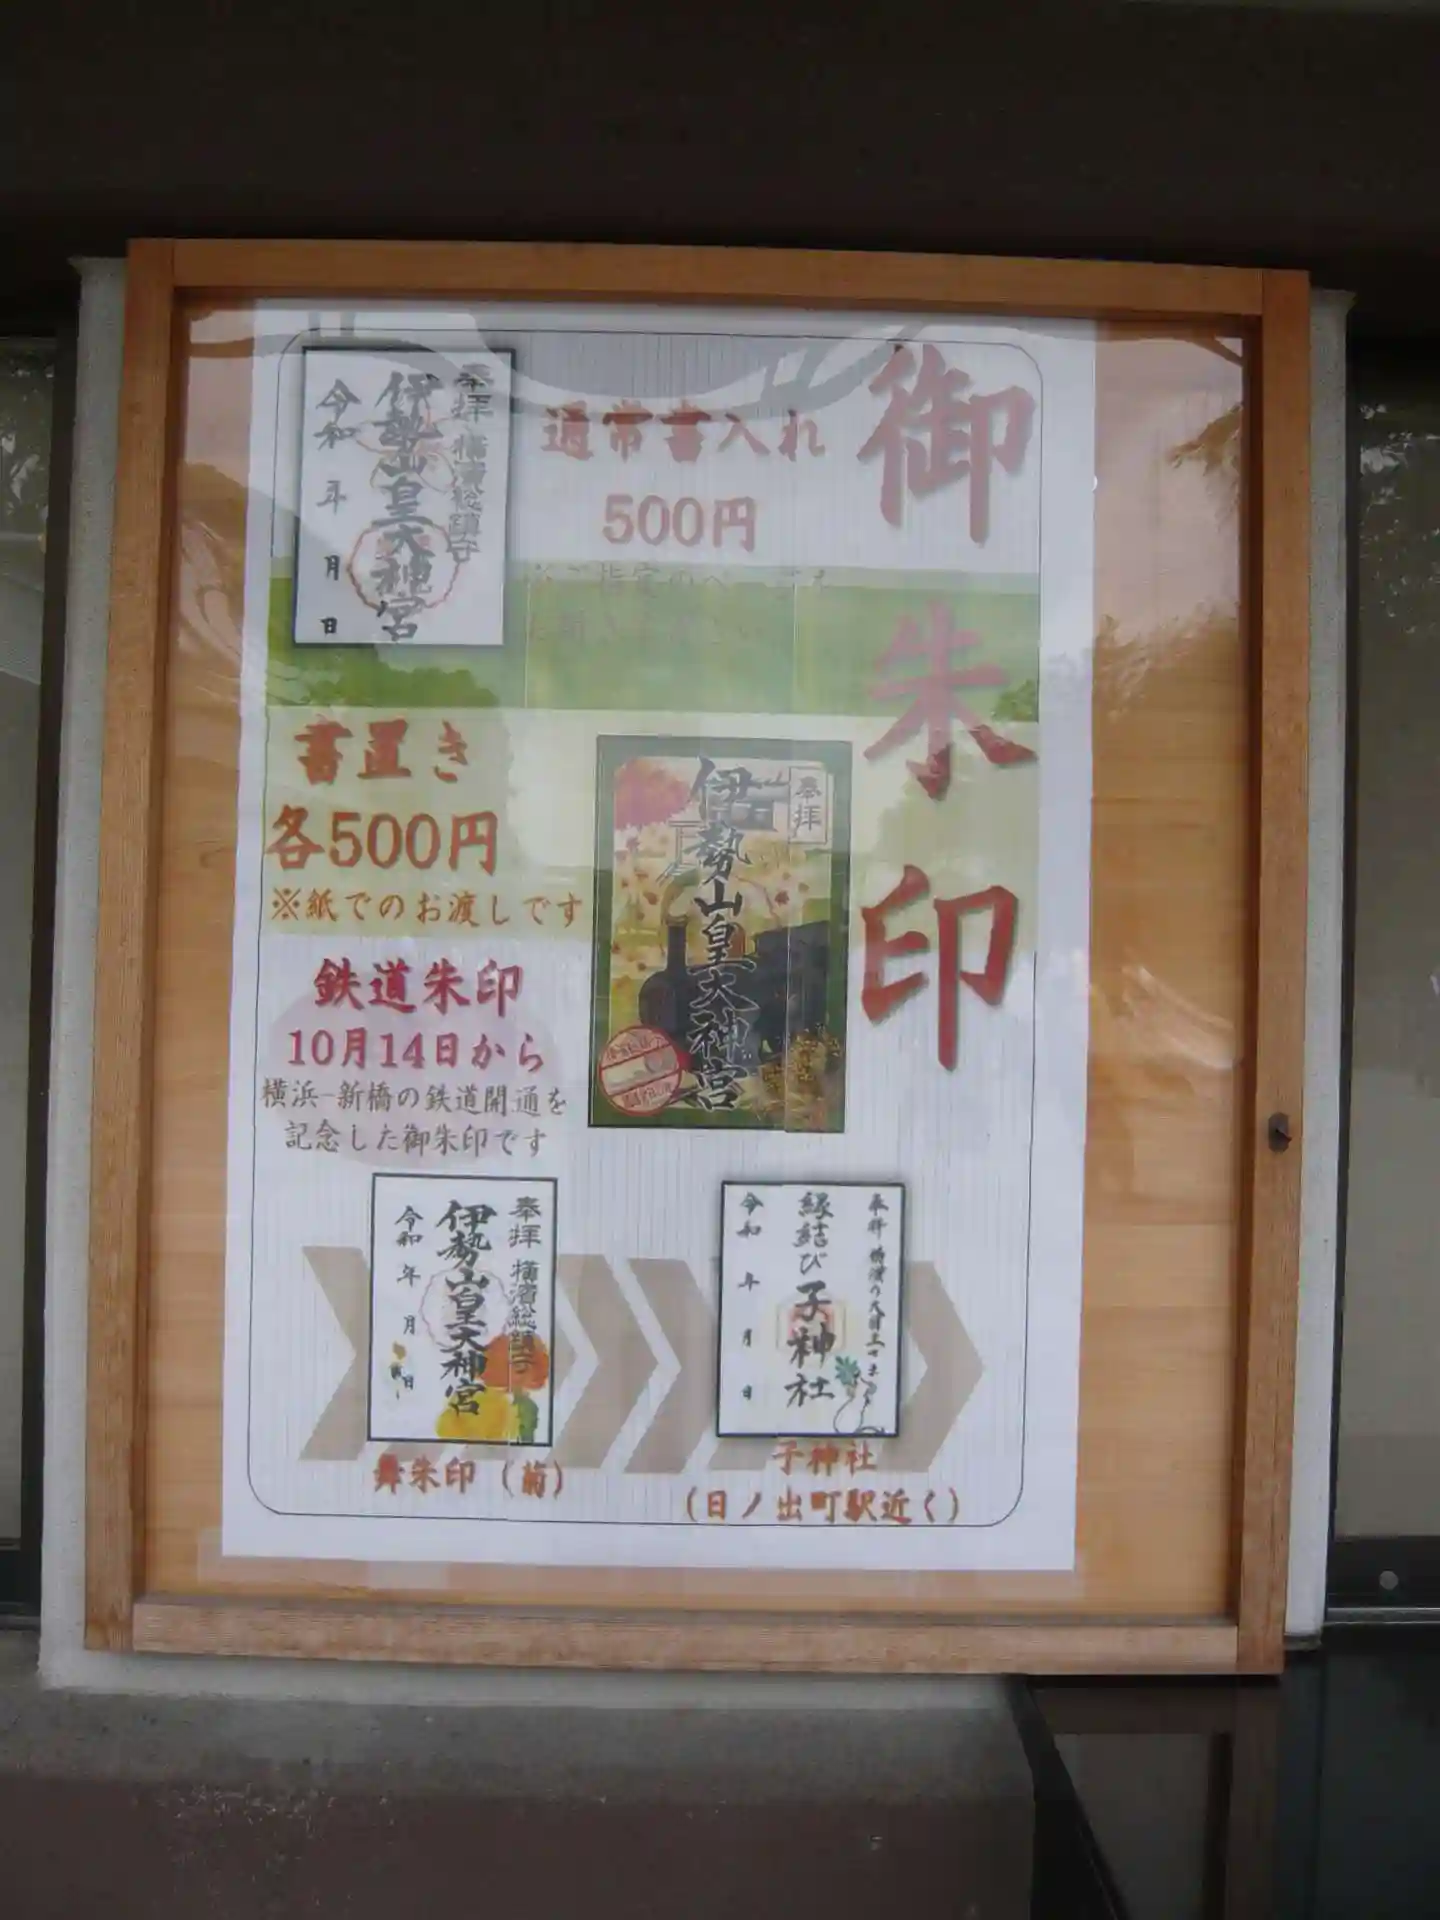 御朱印
通常書入れ
500円
奉拝 横濱総鎮守
伊勢山皇大神宮
令和 年 月 日
書置き
各500円
※紙でのお渡しです
鉄道朱印
10月14日から
横浜-新橋の鉄道開通を
記念した御朱印です
奉拝
伊勢山皇大神宮
奉拝 横濱総鎮守
伊勢山皇大神宮
令和 年 月 日
舞朱印(菊)
奉拝
縁結び 子神社
令和 年 月 日
子神社
(日ノ出町駅近く)